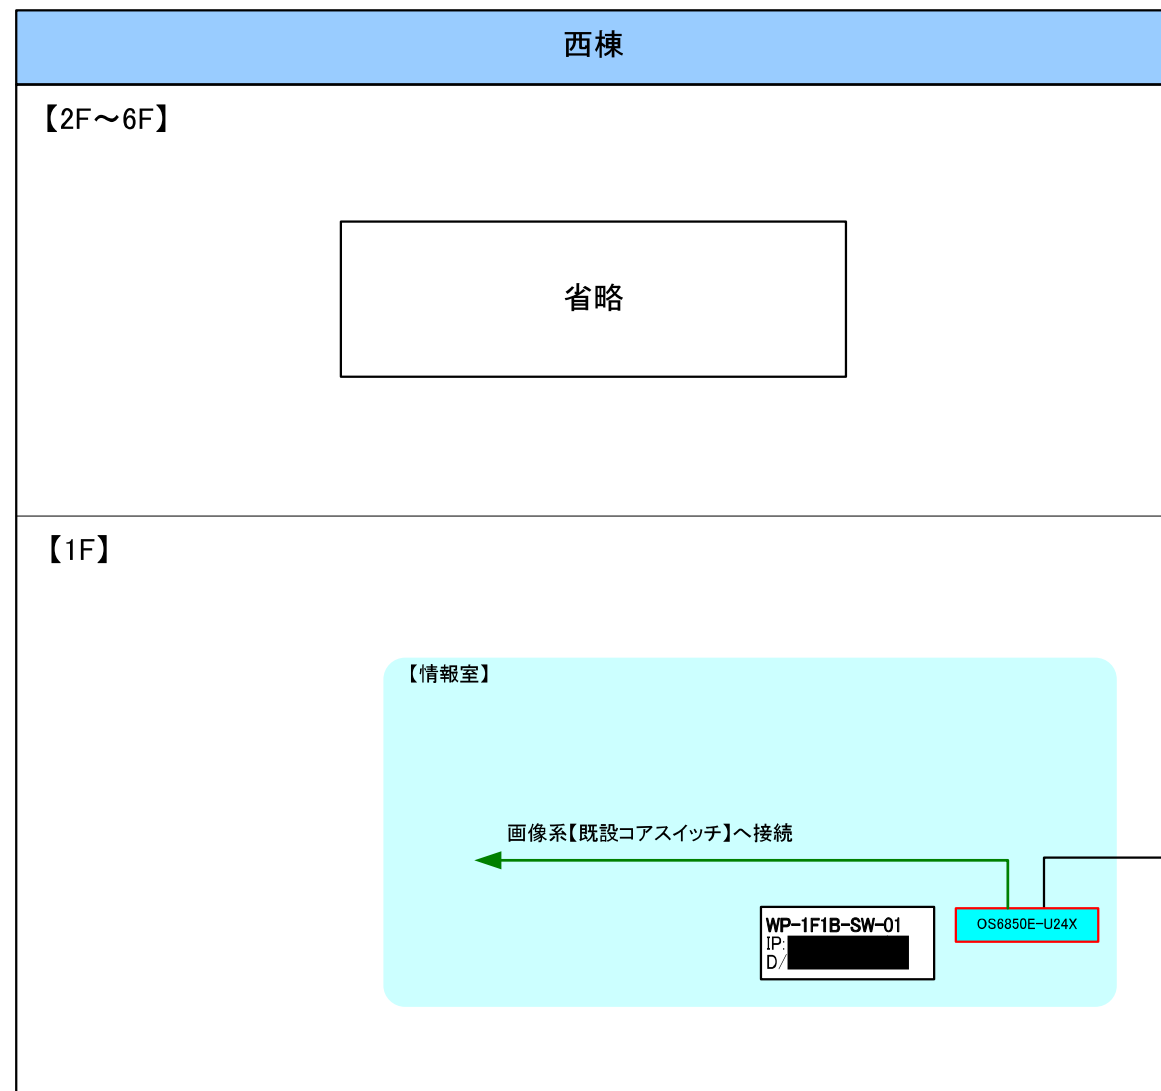 西棟
【2F～6F】
省略
【1F】
【情報室】
画像系【既設コアスイッチ】へ接続
WP-1F1B-SW-01
IP:
D/
OS6850E-U24X